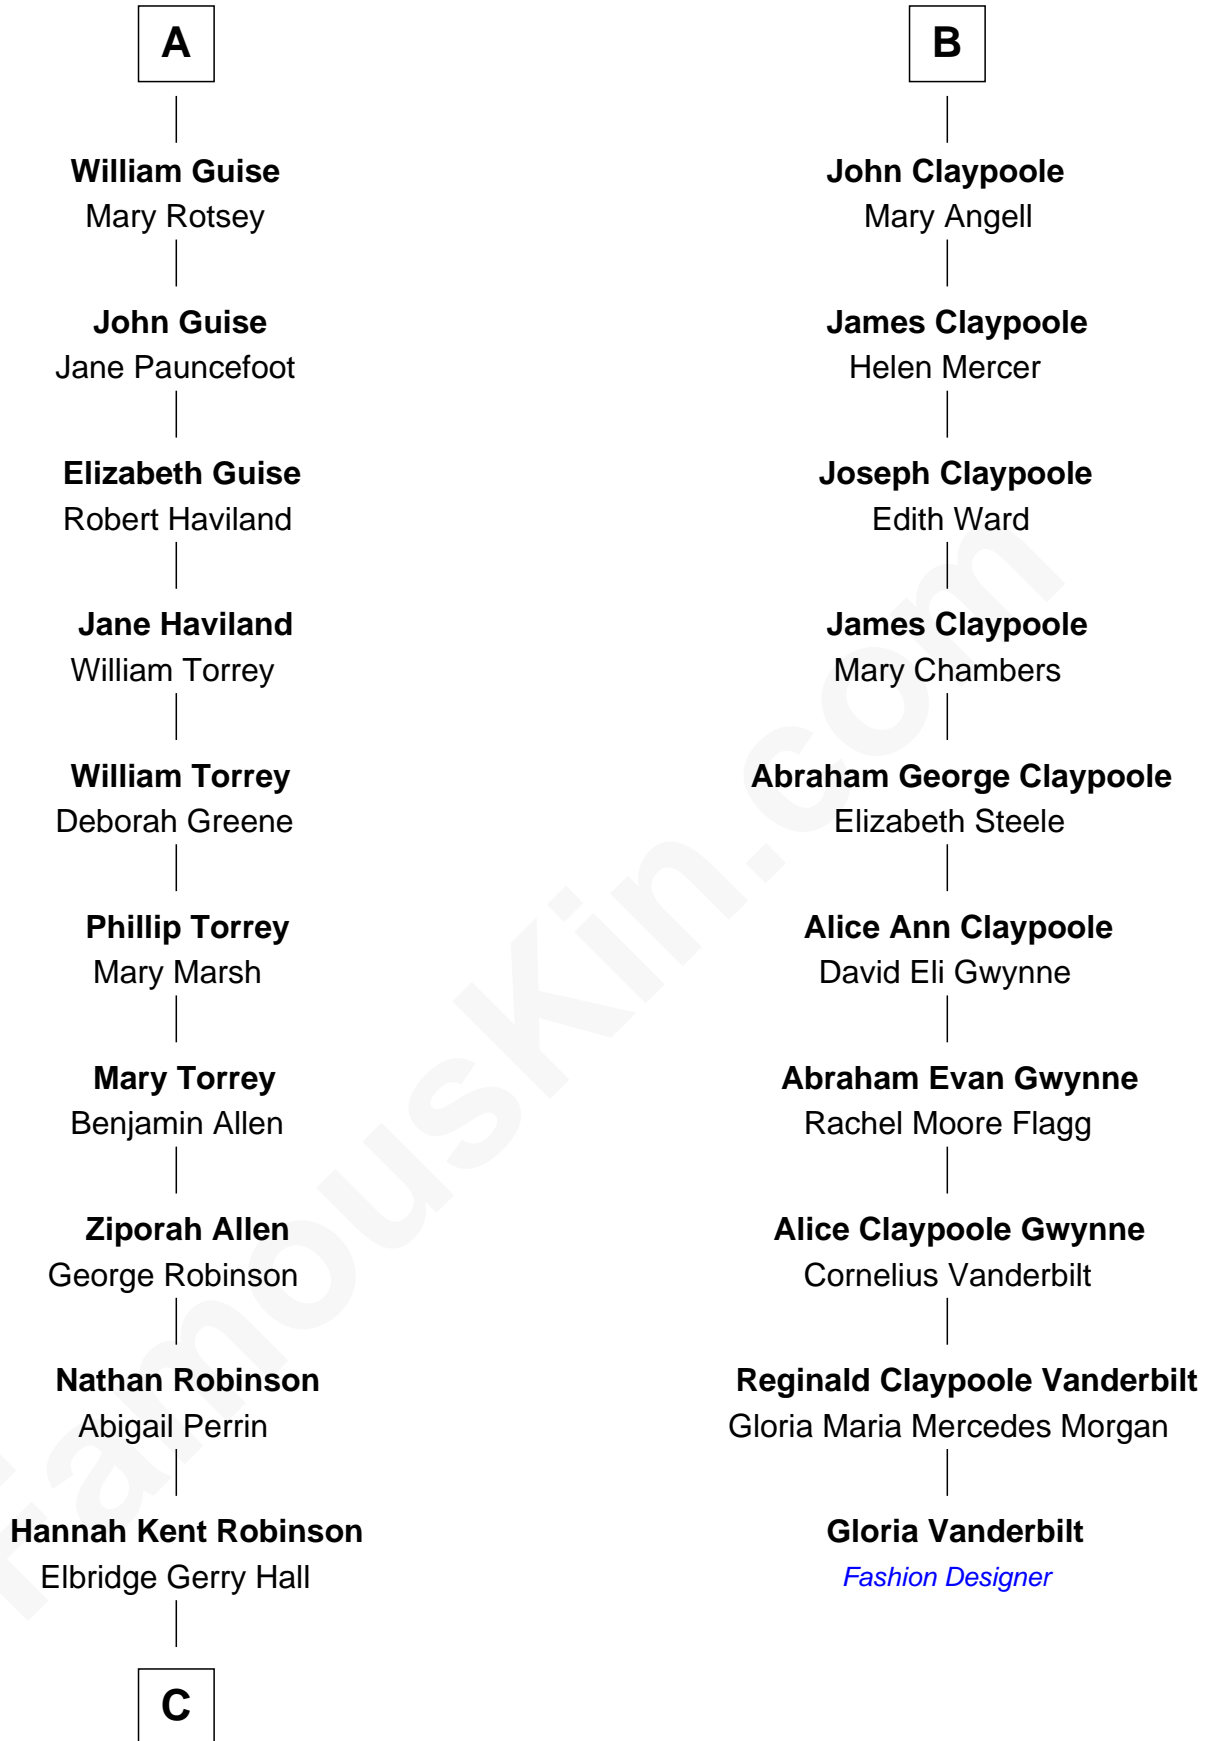 A
William Guise
Mary Rotsey
John Guise
Jane Pauncefoot
Elizabeth Guise
Robert Haviland
Jane Haviland
William Torrey
William Torrey
Deborah Greene
Phillip Torrey
Mary Marsh
Mary Torrey
Benjamin Allen
Ziporah Allen
George Robinson
Nathan Robinson
Abigail Perrin
Hannah Kent Robinson
Elbridge Gerry Hall
C
B
John Claypoole
Mary Angell
James Claypoole
Helen Mercer
Joseph Claypoole
Edith Ward
James Claypoole
Mary Chambers
Abraham George Claypoole
Elizabeth Steele
Alice Ann Claypoole
David Eli Gwynne
Abraham Evan Gwynne
Rachel Moore Flagg
Alice Claypoole Gwynne
Cornelius Vanderbilt
Reginald Claypoole Vanderbilt
Gloria Maria Mercedes Morgan
Gloria Vanderbilt
Fashion Designer
FamousKin.com